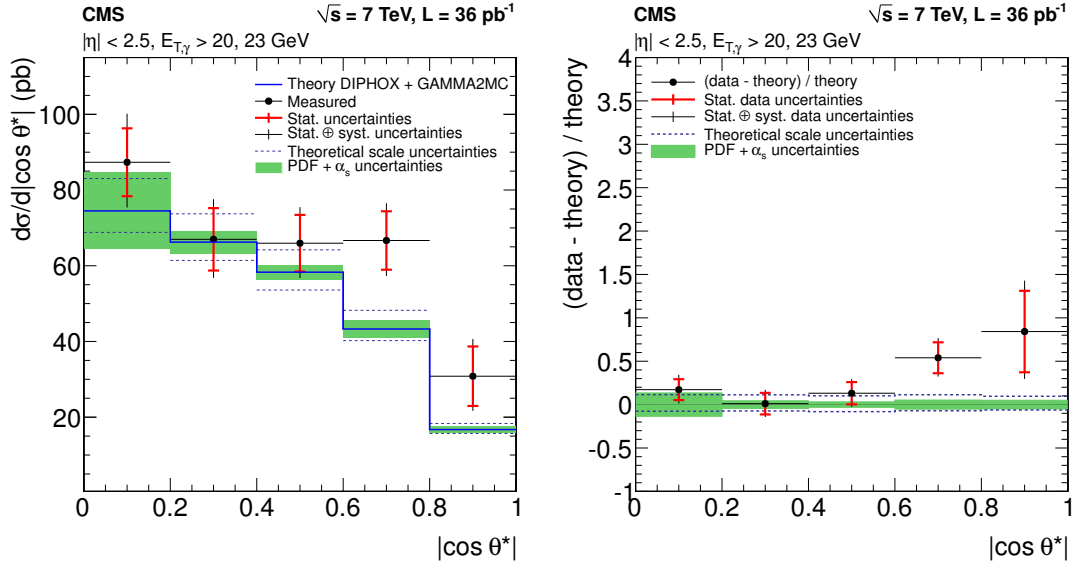 CMS
√s = 7 TeV, L = 36 pb⁻¹
|η| < 2.5, E_T,γ > 20, 23 GeV
dσ/d|cos θ*| (pb)
Theory DIPHOX + GAMMA2MC
Measured
Stat. uncertainties
Stat. ⊕ syst. uncertainties
Theoretical scale uncertainties
PDF + α_s uncertainties
100
80
60
40
20
0 0.2 0.4 0.6 0.8 1
|cos θ*|
CMS
√s = 7 TeV, L = 36 pb⁻¹
|η| < 2.5, E_T,γ > 20, 23 GeV
(data - theory) / theory
(data - theory) / theory
Stat. data uncertainties
Stat. ⊕ syst. data uncertainties
Theoretical scale uncertainties
PDF + α_s uncertainties
4
3.5
3
2.5
2
1.5
1
0.5
0
-0.5
-1
0 0.2 0.4 0.6 0.8 1
|cos θ*|